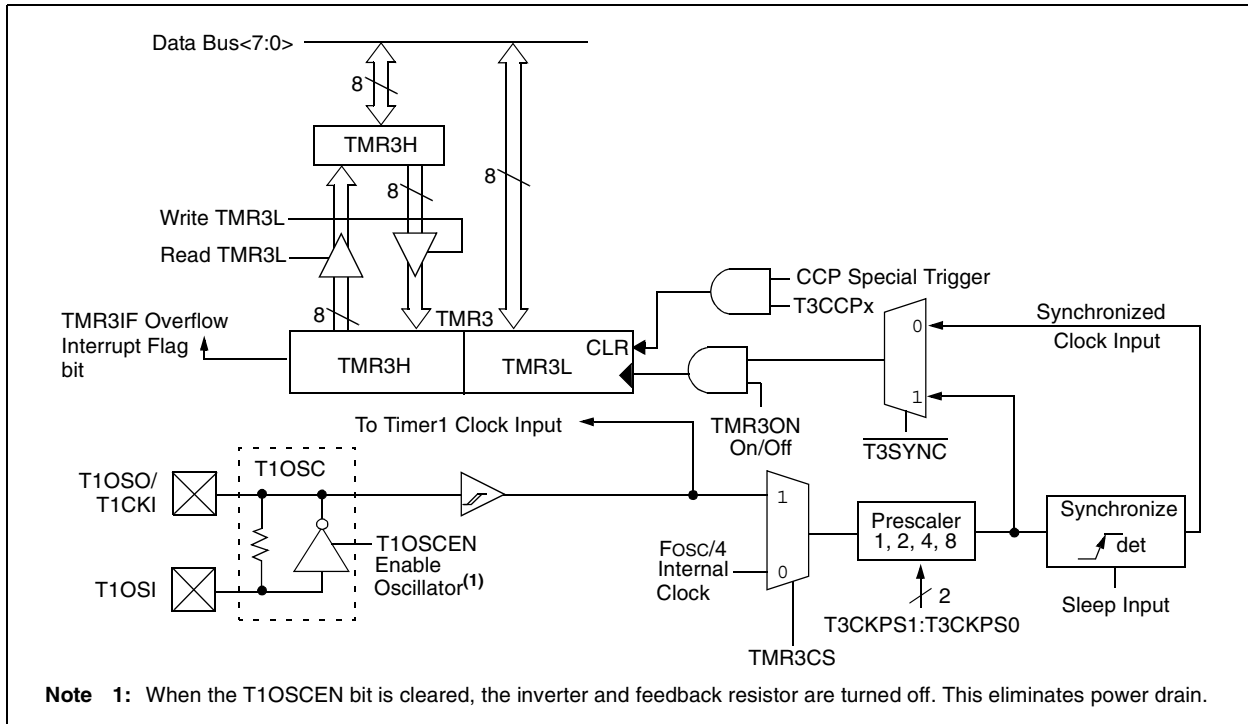 Data Bus<7:0>
8
TMR3H
8
8
Write TMR3L
Read TMR3L
8
CCP Special Trigger
T3CCPx
TMR3
TMR3IF Overflow
Interrupt Flag
bit
TMR3H
TMR3L
CLR
0
1
Synchronized
Clock Input
TMR3ON
On/Off
T3SYNC
To Timer1 Clock Input
T1OSC
T1OSO/
T1CKI
T1OSI
T1OSCEN
Enable
Oscillator(1)
FOSC/4
Internal
Clock
1
0
Prescaler
1, 2, 4, 8
Synchronize
det
2
T3CKPS1:T3CKPS0
Sleep Input
TMR3CS
Note 1: When the T1OSCEN bit is cleared, the inverter and feedback resistor are turned off. This eliminates power drain.